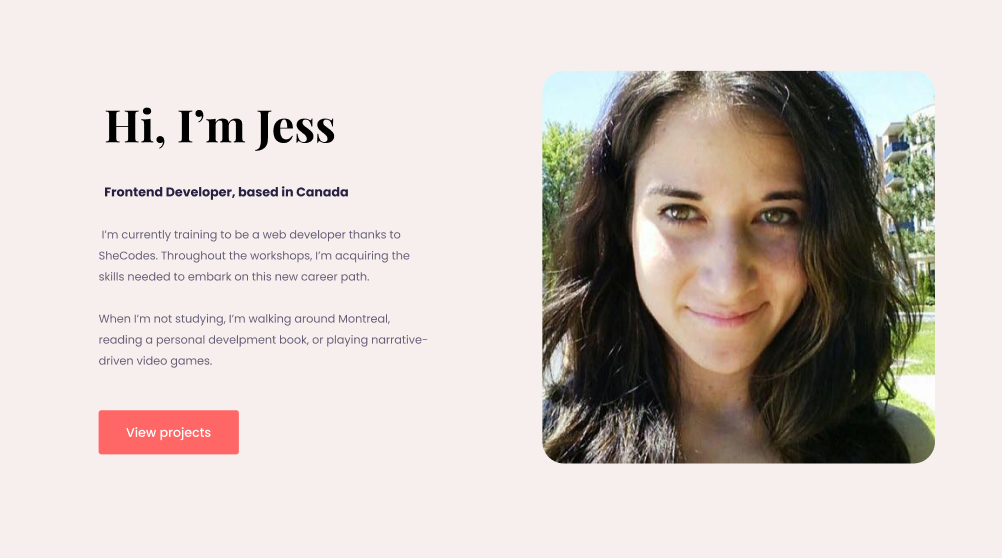 Hi, I’m Jess
Frontend Developer, based in Canada
I’m currently training to be a web developer thanks to
SheCodes. Throughout the workshops, I’m acquiring the
skills needed to embark on this new career path.
When I’m not studying, I’m walking around Montreal,
reading a personal develpment book, or playing narrative-
driven video games.
View projects